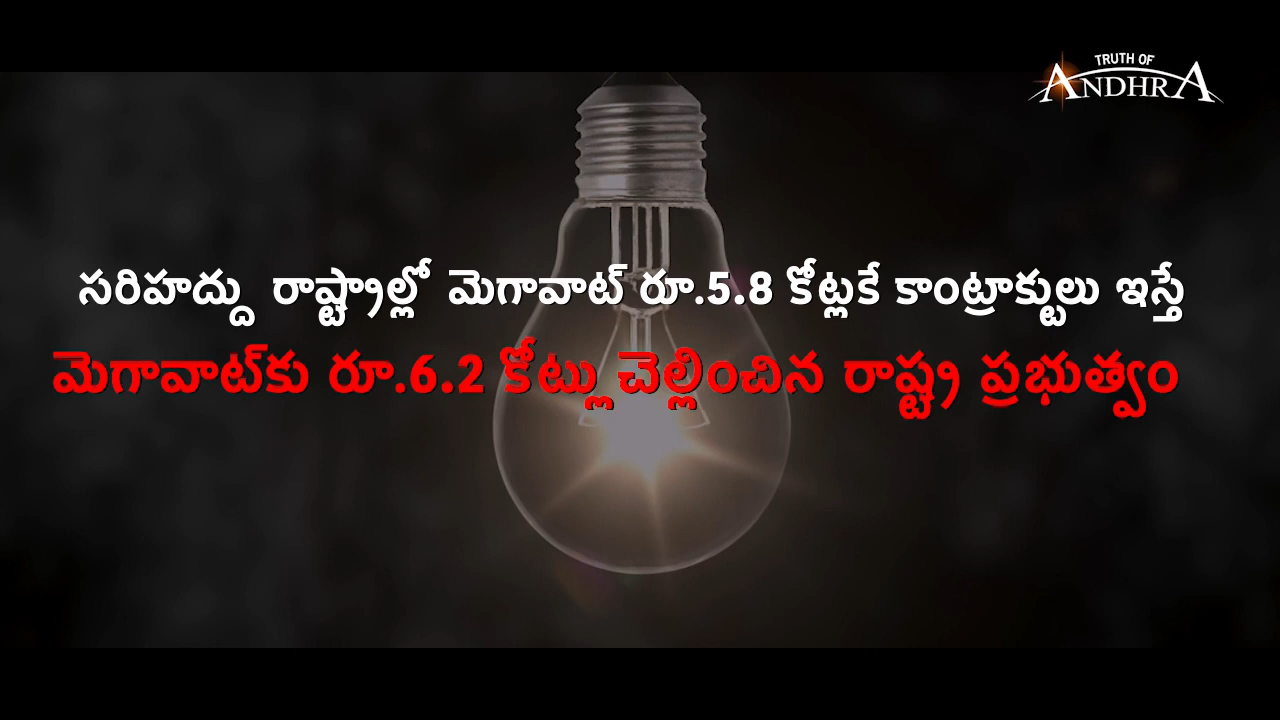 TRUTH OF
ANDHRA
సరిహద్దు రాష్ట్రాల్లో మెగావాట్ రూ.5.8 కోట్లకే కాంట్రాక్టులు ఇస్తే
మెగావాట్‌కు రూ.6.2 కోట్లు చెల్లించిన రాష్ట్ర ప్రభుత్వం